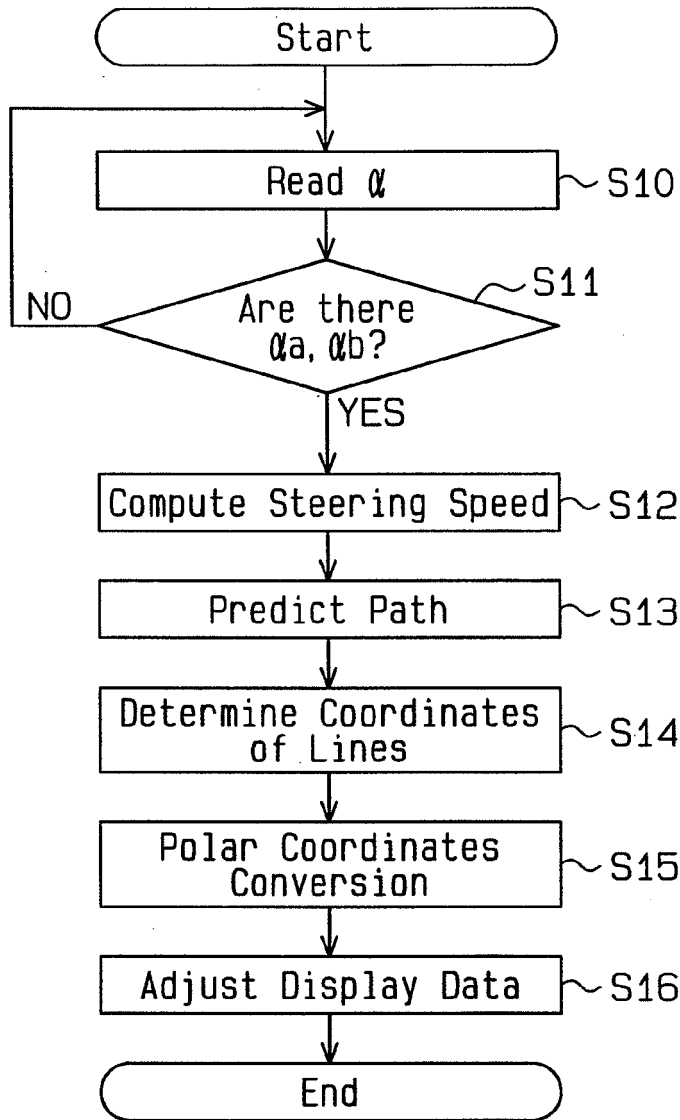 Start
Read α
S10
S11
Are there
αa, αb?
NO
YES
Compute Steering Speed
S12
Predict Path
S13
Determine Coordinates
of Lines
S14
Polar Coordinates
Conversion
S15
Adjust Display Data
S16
End